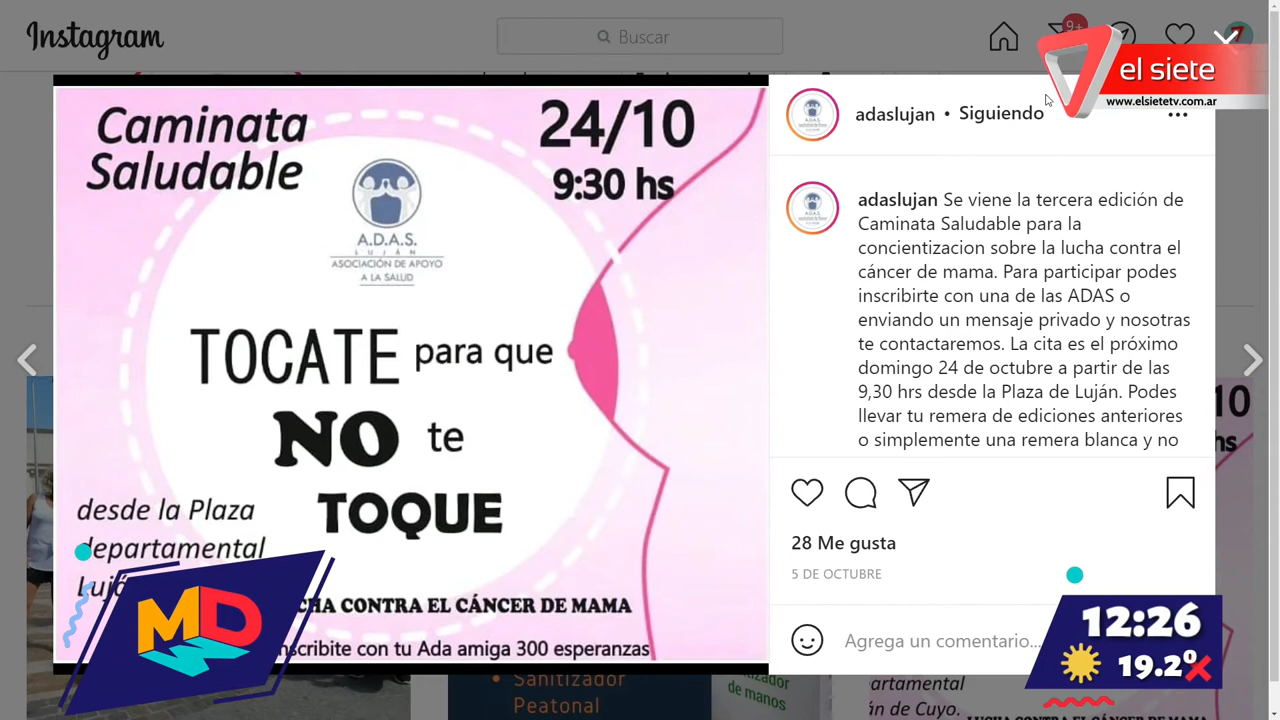 Instagram
Buscar
9+
el siete
www.elsietetv.com.ar
Caminata
Saludable
24/10
9:30 hs
A.D.A.S.
LUJÁN
ASOCIACIÓN DE APOYO
A LA SALUD
TOCATE para que
NO te
TOQUE
desde la Plaza
departamental
CONTRA EL CÁNCER DE MAMA
con tu Ada amiga 300 esperanzas
adaslujan • Siguiendo
adaslujan Se viene la tercera edición de
Caminata Saludable para la
concientizacion sobre la lucha contra el
cáncer de mama. Para participar podes
inscribirte con una de las ADAS o
enviando un mensaje privado y nosotras
te contactaremos. La cita es el próximo
domingo 24 de octubre a partir de las
9,30 hrs desde la Plaza de Luján. Podes
llevar tu remera de ediciones anteriores
o simplemente una remera blanca y no
28 Me gusta
5 DE OCTUBRE
Agrega un comentario...
MD
12:26
19.2º
• Sanitizador
Peatonal
de manos
partamental
án de Cuyo.